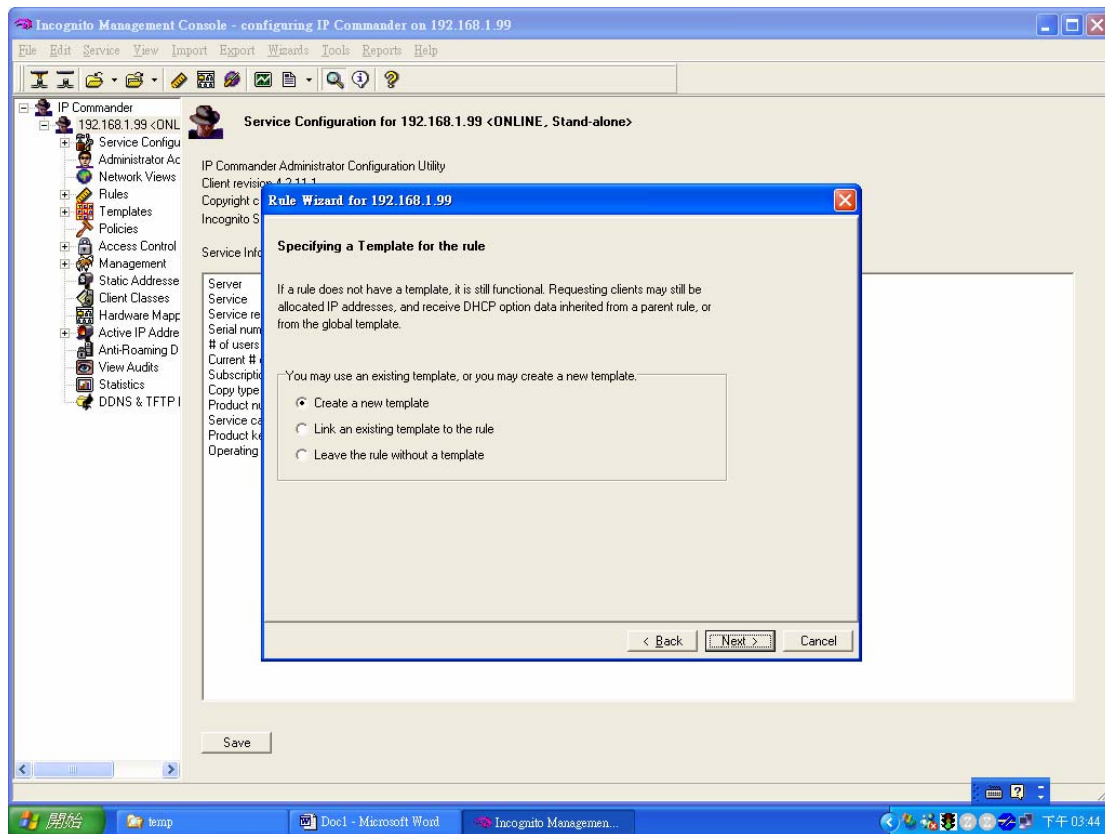 Incognito Management Console - configuring IP Commander on 192.168.1.99
File Edit Service View Import Export Wizards Tools Reports Help
IP Commander
192.168.1.99 <ONL
Service Configu
Administrator Ac
Network Views
Rules
Templates
Policies
Access Control
Management
Static Addresse
Client Classes
Hardware Mapp
Active IP Addre
Anti-Roaming D
View Audits
Statistics
DDNS & TFTP
Service Configuration for 192.168.1.99 <ONLINE, Stand-alone>
IP Commander Administrator Configuration Utility
Client revision 4.2.11.1
Copyright c
Incognito S
Service Info
Server
Service
Service re
Serial num
# of users
Current #
Subscriptio
Copy type
Product nu
Service ca
Product ke
Operating
Rule Wizard for 192.168.1.99
Specifying a Template for the rule
If a rule does not have a template, it is still functional. Requesting clients may still be
allocated IP addresses, and receive DHCP option data inherited from a parent rule, or
from the global template.
You may use an existing template, or you may create a new template.
Create a new template
Link an existing template to the rule
Leave the rule without a template
< Back
Next >
Cancel
Save
開始
temp
Doc1 - Microsoft Word
Incognito Managemen...
下午 03:44